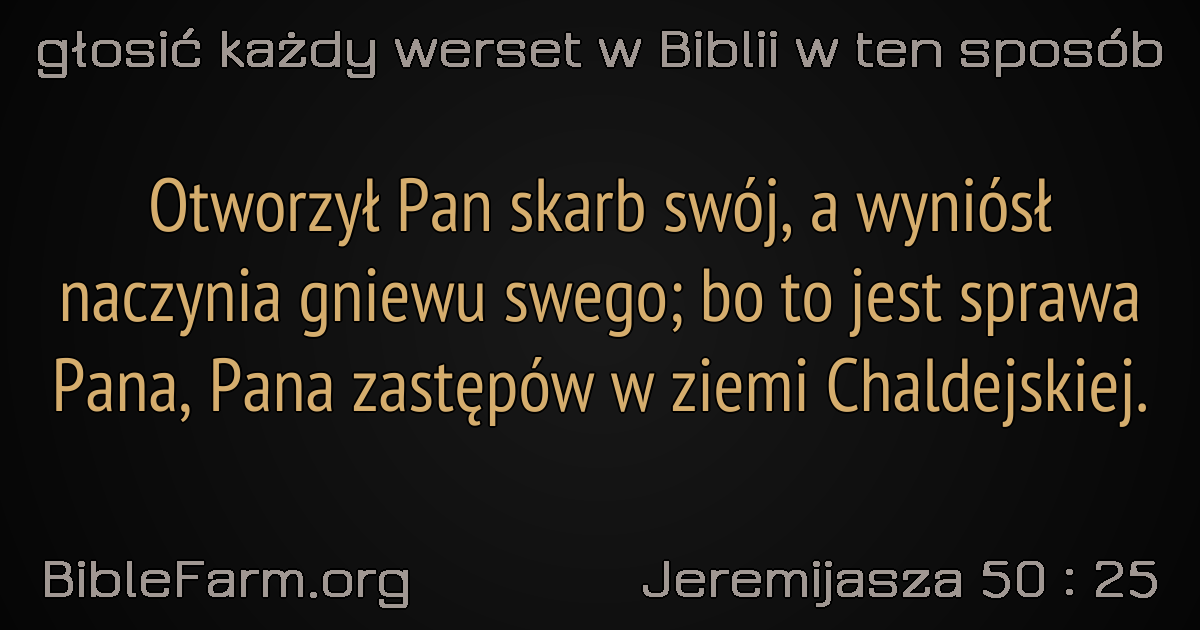 głosić każdy werset w Biblii w ten sposób
Otworzył Pan skarb swój, a wyniósł
naczynia gniewu swego; bo to jest sprawa
Pana, Pana zastępów w ziemi Chaldejskiej.
BibleFarm.org
Jeremijasza 50 : 25